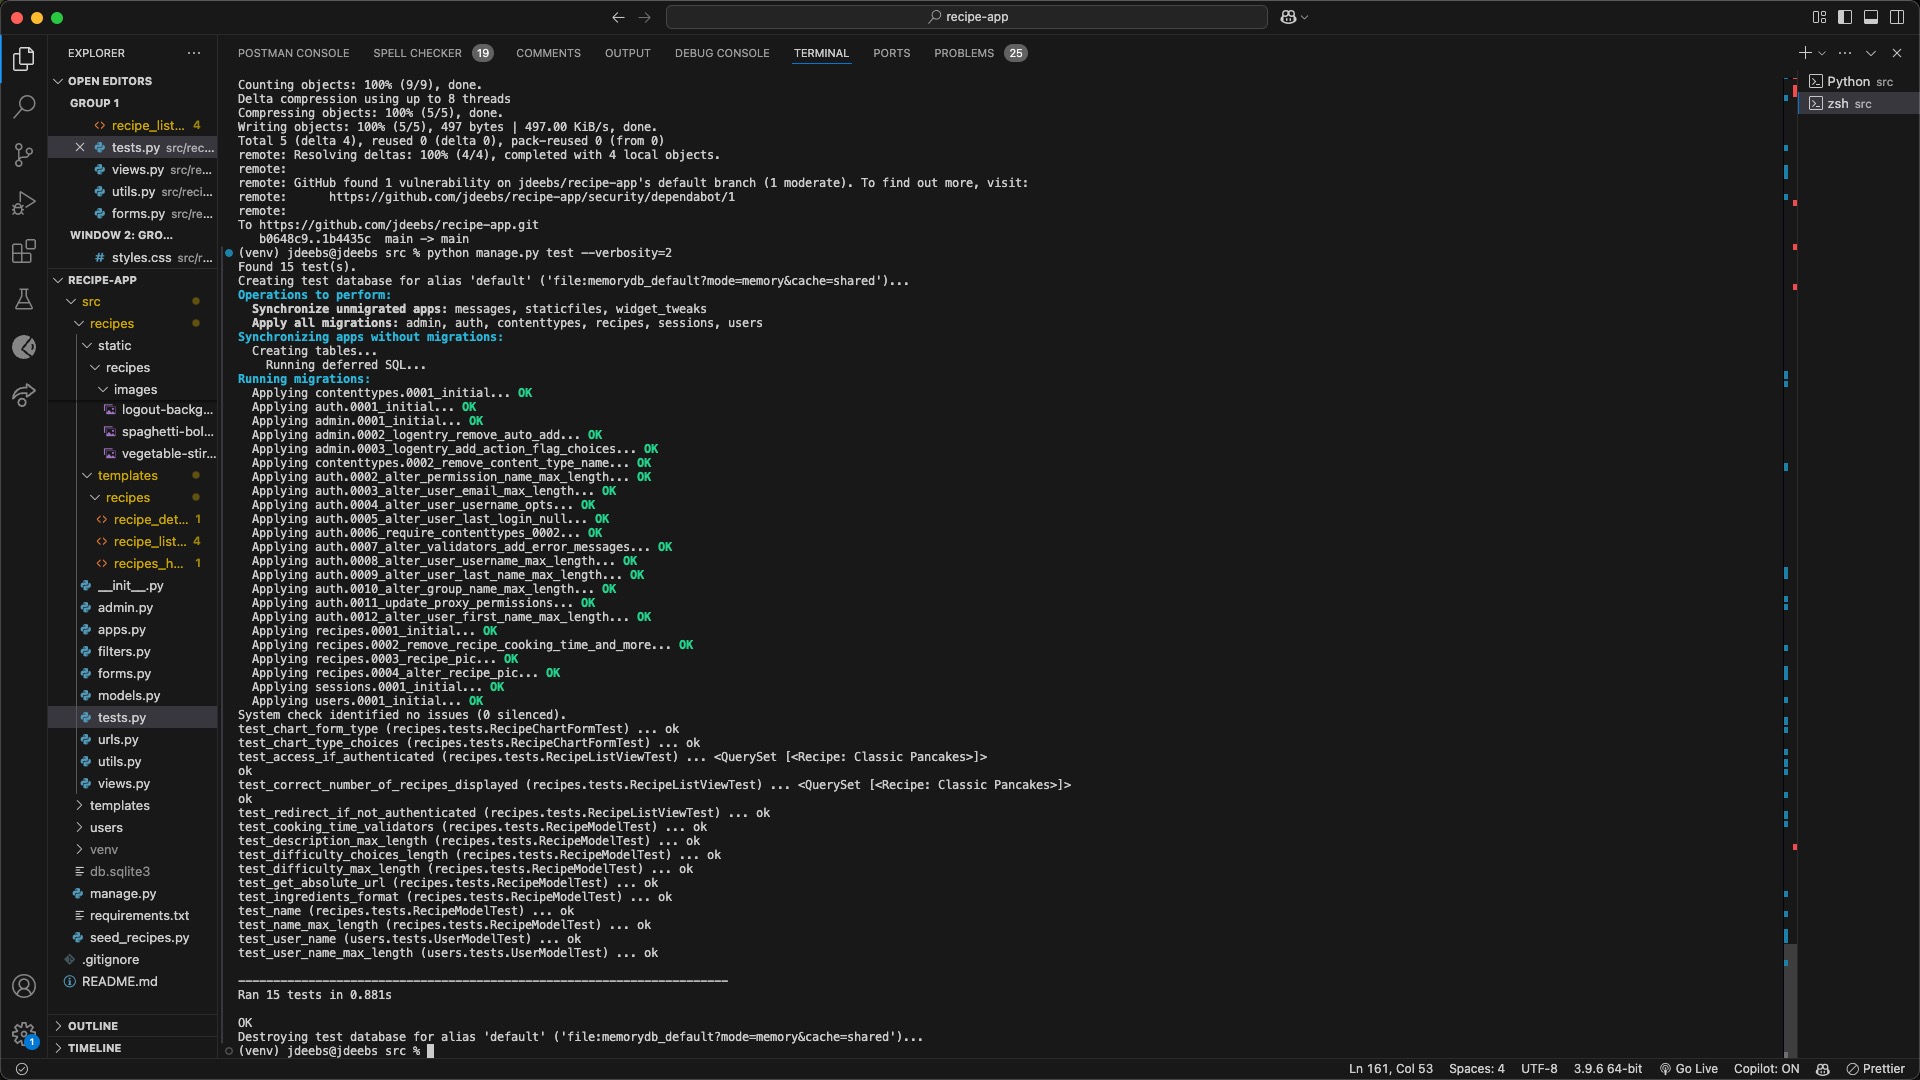 recipe-app
EXPLORER
OPEN EDITORS
GROUP 1
recipe_list... 4
tests.py src/rec...
views.py src/re...
utils.py src/reci...
forms.py src/re...
WINDOW 2: GRO...
# styles.css src/r...
RECIPE-APP
src
recipes
static
recipes
images
logout-backg...
spaghetti-bol...
vegetable-stir...
templates
recipes
recipe_det... 1
recipe_list... 4
recipes_h... 1
__init__.py
admin.py
apps.py
filters.py
forms.py
models.py
tests.py
urls.py
utils.py
views.py
templates
users
venv
db.sqlite3
manage.py
requirements.txt
seed_recipes.py
.gitignore
README.md
OUTLINE
TIMELINE
1
POSTMAN CONSOLE SPELL CHECKER 19 COMMENTS OUTPUT DEBUG CONSOLE TERMINAL PORTS PROBLEMS 25
Counting objects: 100% (9/9), done.
Delta compression using up to 8 threads
Compressing objects: 100% (5/5), done.
Writing objects: 100% (5/5), 497 bytes | 497.00 KiB/s, done.
Total 5 (delta 4), reused 0 (delta 0), pack-reused 0 (from 0)
remote: Resolving deltas: 100% (4/4), completed with 4 local objects.
remote:
remote: GitHub found 1 vulnerability on jdeebs/recipe-app's default branch (1 moderate). To find out more, visit:
remote:      https://github.com/jdeebs/recipe-app/security/dependabot/1
remote:
To https://github.com/jdeebs/recipe-app.git
   b0648c9..1b4435c  main -> main
(venv) jdeebs@jdeebs src % python manage.py test --verbosity=2
Found 15 test(s).
Creating test database for alias 'default' ('file:memorydb_default?mode=memory&cache=shared')...
Operations to perform:
  Synchronize unmigrated apps: messages, staticfiles, widget_tweaks
  Apply all migrations: admin, auth, contenttypes, recipes, sessions, users
Synchronizing apps without migrations:
  Creating tables...
    Running deferred SQL...
Running migrations:
  Applying contenttypes.0001_initial... OK
  Applying auth.0001_initial... OK
  Applying admin.0001_initial... OK
  Applying admin.0002_logentry_remove_auto_add... OK
  Applying admin.0003_logentry_add_action_flag_choices... OK
  Applying contenttypes.0002_remove_content_type_name... OK
  Applying auth.0002_alter_permission_name_max_length... OK
  Applying auth.0003_alter_user_email_max_length... OK
  Applying auth.0004_alter_user_username_opts... OK
  Applying auth.0005_alter_user_last_login_null... OK
  Applying auth.0006_require_contenttypes_0002... OK
  Applying auth.0007_alter_validators_add_error_messages... OK
  Applying auth.0008_alter_user_username_max_length... OK
  Applying auth.0009_alter_user_last_name_max_length... OK
  Applying auth.0010_alter_group_name_max_length... OK
  Applying auth.0011_update_proxy_permissions... OK
  Applying auth.0012_alter_user_first_name_max_length... OK
  Applying recipes.0001_initial... OK
  Applying recipes.0002_remove_recipe_cooking_time_and_more... OK
  Applying recipes.0003_recipe_pic... OK
  Applying recipes.0004_alter_recipe_pic... OK
  Applying sessions.0001_initial... OK
  Applying users.0001_initial... OK
System check identified no issues (0 silenced).
test_chart_form_type (recipes.tests.RecipeChartFormTest) ... ok
test_chart_type_choices (recipes.tests.RecipeChartFormTest) ... ok
test_access_if_authenticated (recipes.tests.RecipeListViewTest) ... <QuerySet [<Recipe: Classic Pancakes>]>
ok
test_correct_number_of_recipes_displayed (recipes.tests.RecipeListViewTest) ... <QuerySet [<Recipe: Classic Pancakes>]>
ok
test_redirect_if_not_authenticated (recipes.tests.RecipeListViewTest) ... ok
test_cooking_time_validators (recipes.tests.RecipeModelTest) ... ok
test_description_max_length (recipes.tests.RecipeModelTest) ... ok
test_difficulty_choices_length (recipes.tests.RecipeModelTest) ... ok
test_difficulty_max_length (recipes.tests.RecipeModelTest) ... ok
test_get_absolute_url (recipes.tests.RecipeModelTest) ... ok
test_ingredients_format (recipes.tests.RecipeModelTest) ... ok
test_name (recipes.tests.RecipeModelTest) ... ok
test_name_max_length (recipes.tests.RecipeModelTest) ... ok
test_user_name (users.tests.UserModelTest) ... ok
test_user_name_max_length (users.tests.UserModelTest) ... ok
----------------------------------------------------------------------
Ran 15 tests in 0.881s
OK
Destroying test database for alias 'default' ('file:memorydb_default?mode=memory&cache=shared')...
(venv) jdeebs@jdeebs src %
Python src
zsh src
Ln 161, Col 53 Spaces: 4 UTF-8 3.9.6 64-bit Go Live Copilot: ON Prettier